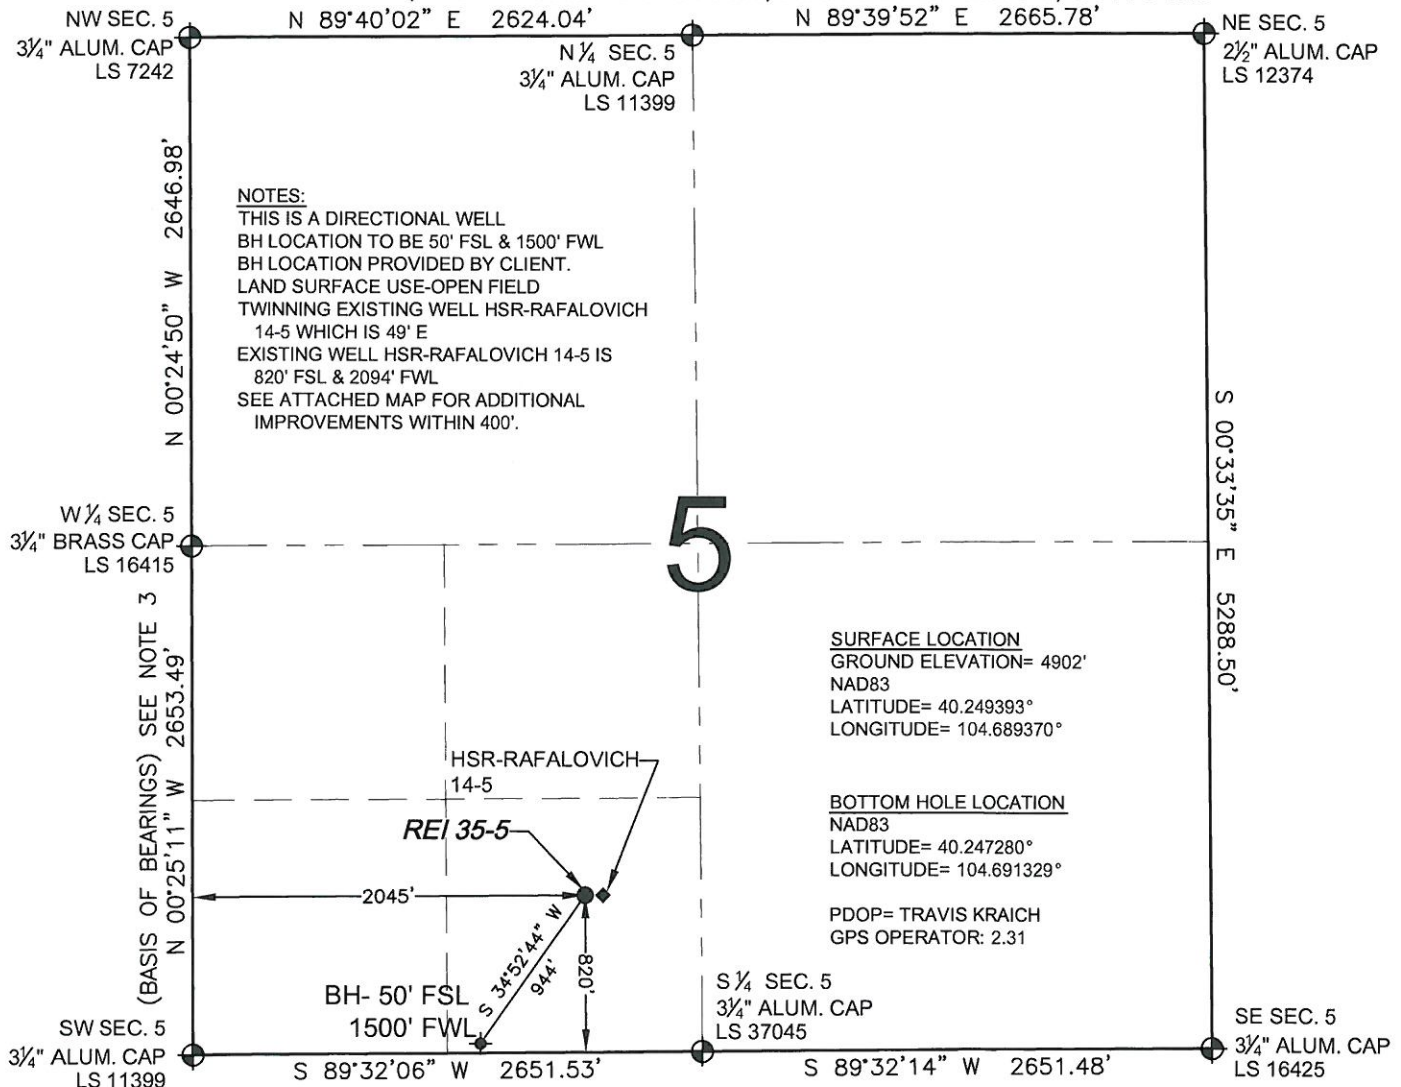 N 89°40'02" E 2624.04'
N 89°39'52" E 2665.78'
NW SEC. 5
3¼" ALUM. CAP
LS 7242
N ¼ SEC. 5
3¼" ALUM. CAP
LS 11399
NE SEC. 5
2½" ALUM. CAP
LS 12374
N 00°24'50" W 2646.98'
NOTES:
THIS IS A DIRECTIONAL WELL
BH LOCATION TO BE 50' FSL & 1500' FWL
BH LOCATION PROVIDED BY CLIENT.
LAND SURFACE USE-OPEN FIELD
TWINNING EXISTING WELL HSR-RAFALOVICH
14-5 WHICH IS 49' E
EXISTING WELL HSR-RAFALOVICH 14-5 IS
820' FSL & 2094' FWL
SEE ATTACHED MAP FOR ADDITIONAL
IMPROVEMENTS WITHIN 400'.
S 00°33'35" E 5288.50'
W ¼ SEC. 5
3¼" BRASS CAP
LS 16415
5
(BASIS OF BEARINGS) SEE NOTE 3
N 00°25'11" W 2653.49'
SURFACE LOCATION
GROUND ELEVATION= 4902'
NAD83
LATITUDE= 40.249393°
LONGITUDE= 104.689370°
HSR-RAFALOVICH
14-5
REI 35-5
BOTTOM HOLE LOCATION
NAD83
LATITUDE= 40.247280°
LONGITUDE= 104.691329°
PDOP= TRAVIS KRAICH
GPS OPERATOR: 2.31
2045'
S 34°52'44" W
944'
820'
BH- 50' FSL
1500' FWL
S ¼ SEC. 5
3¼" ALUM. CAP
LS 37045
SW SEC. 5
3¼" ALUM. CAP
LS 11399
SE SEC. 5
3¼" ALUM. CAP
LS 16425
S 89°32'06" W 2651.53'
S 89°32'14" W 2651.48'